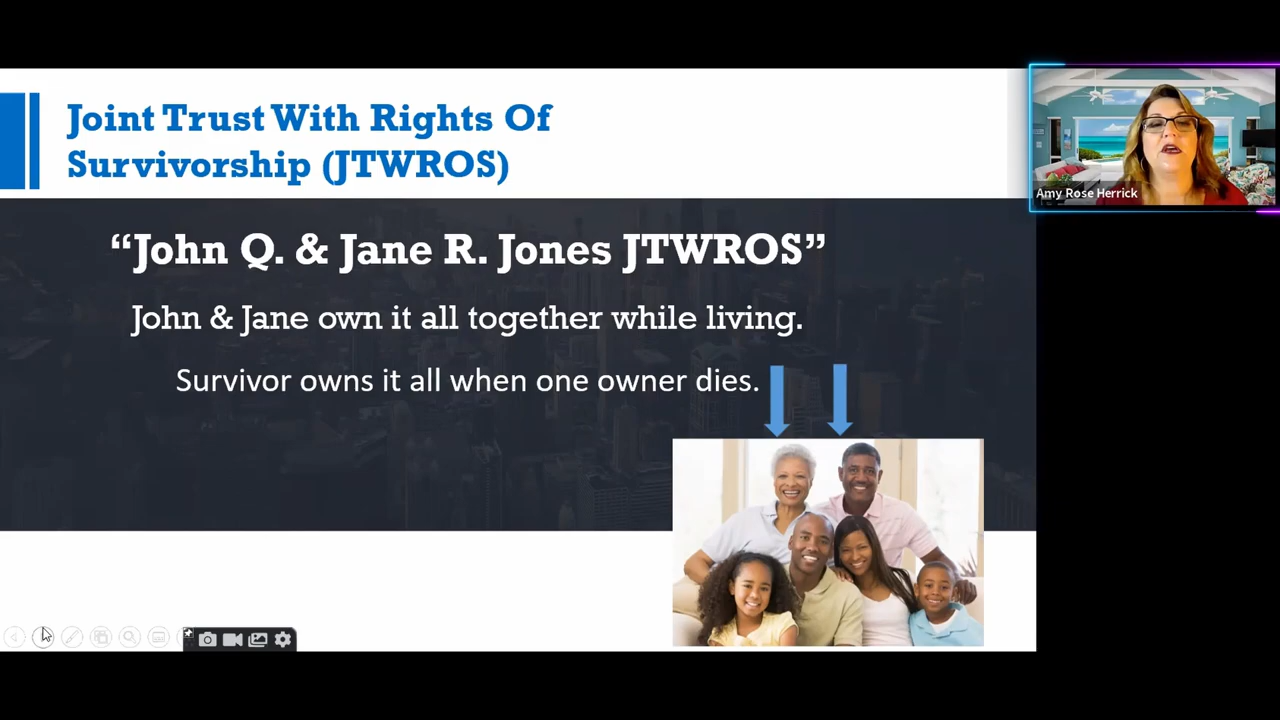 Joint Trust With Rights Of
Survivorship (JTWROS)
“John Q. & Jane R. Jones JTWROS”
John & Jane own it all together while living.
Survivor owns it all when one owner dies.
Amy Rose Herrick